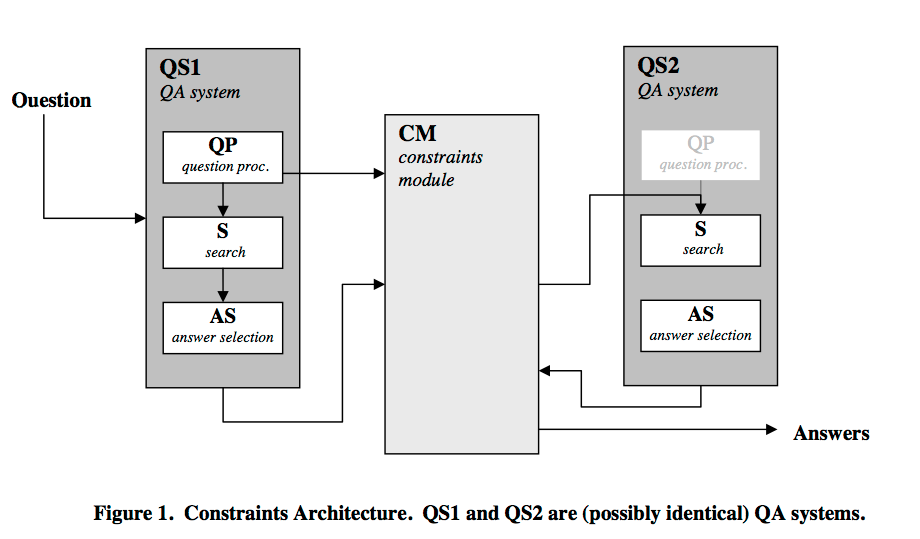 Ouestion
QS1
QA system
QP
question proc.
S
search
AS
answer selection
CM
constraints
module
QS2
QA system
QP
question proc.
S
search
AS
answer selection
Answers
Figure 1. Constraints Architecture. QS1 and QS2 are (possibly identical) QA systems.